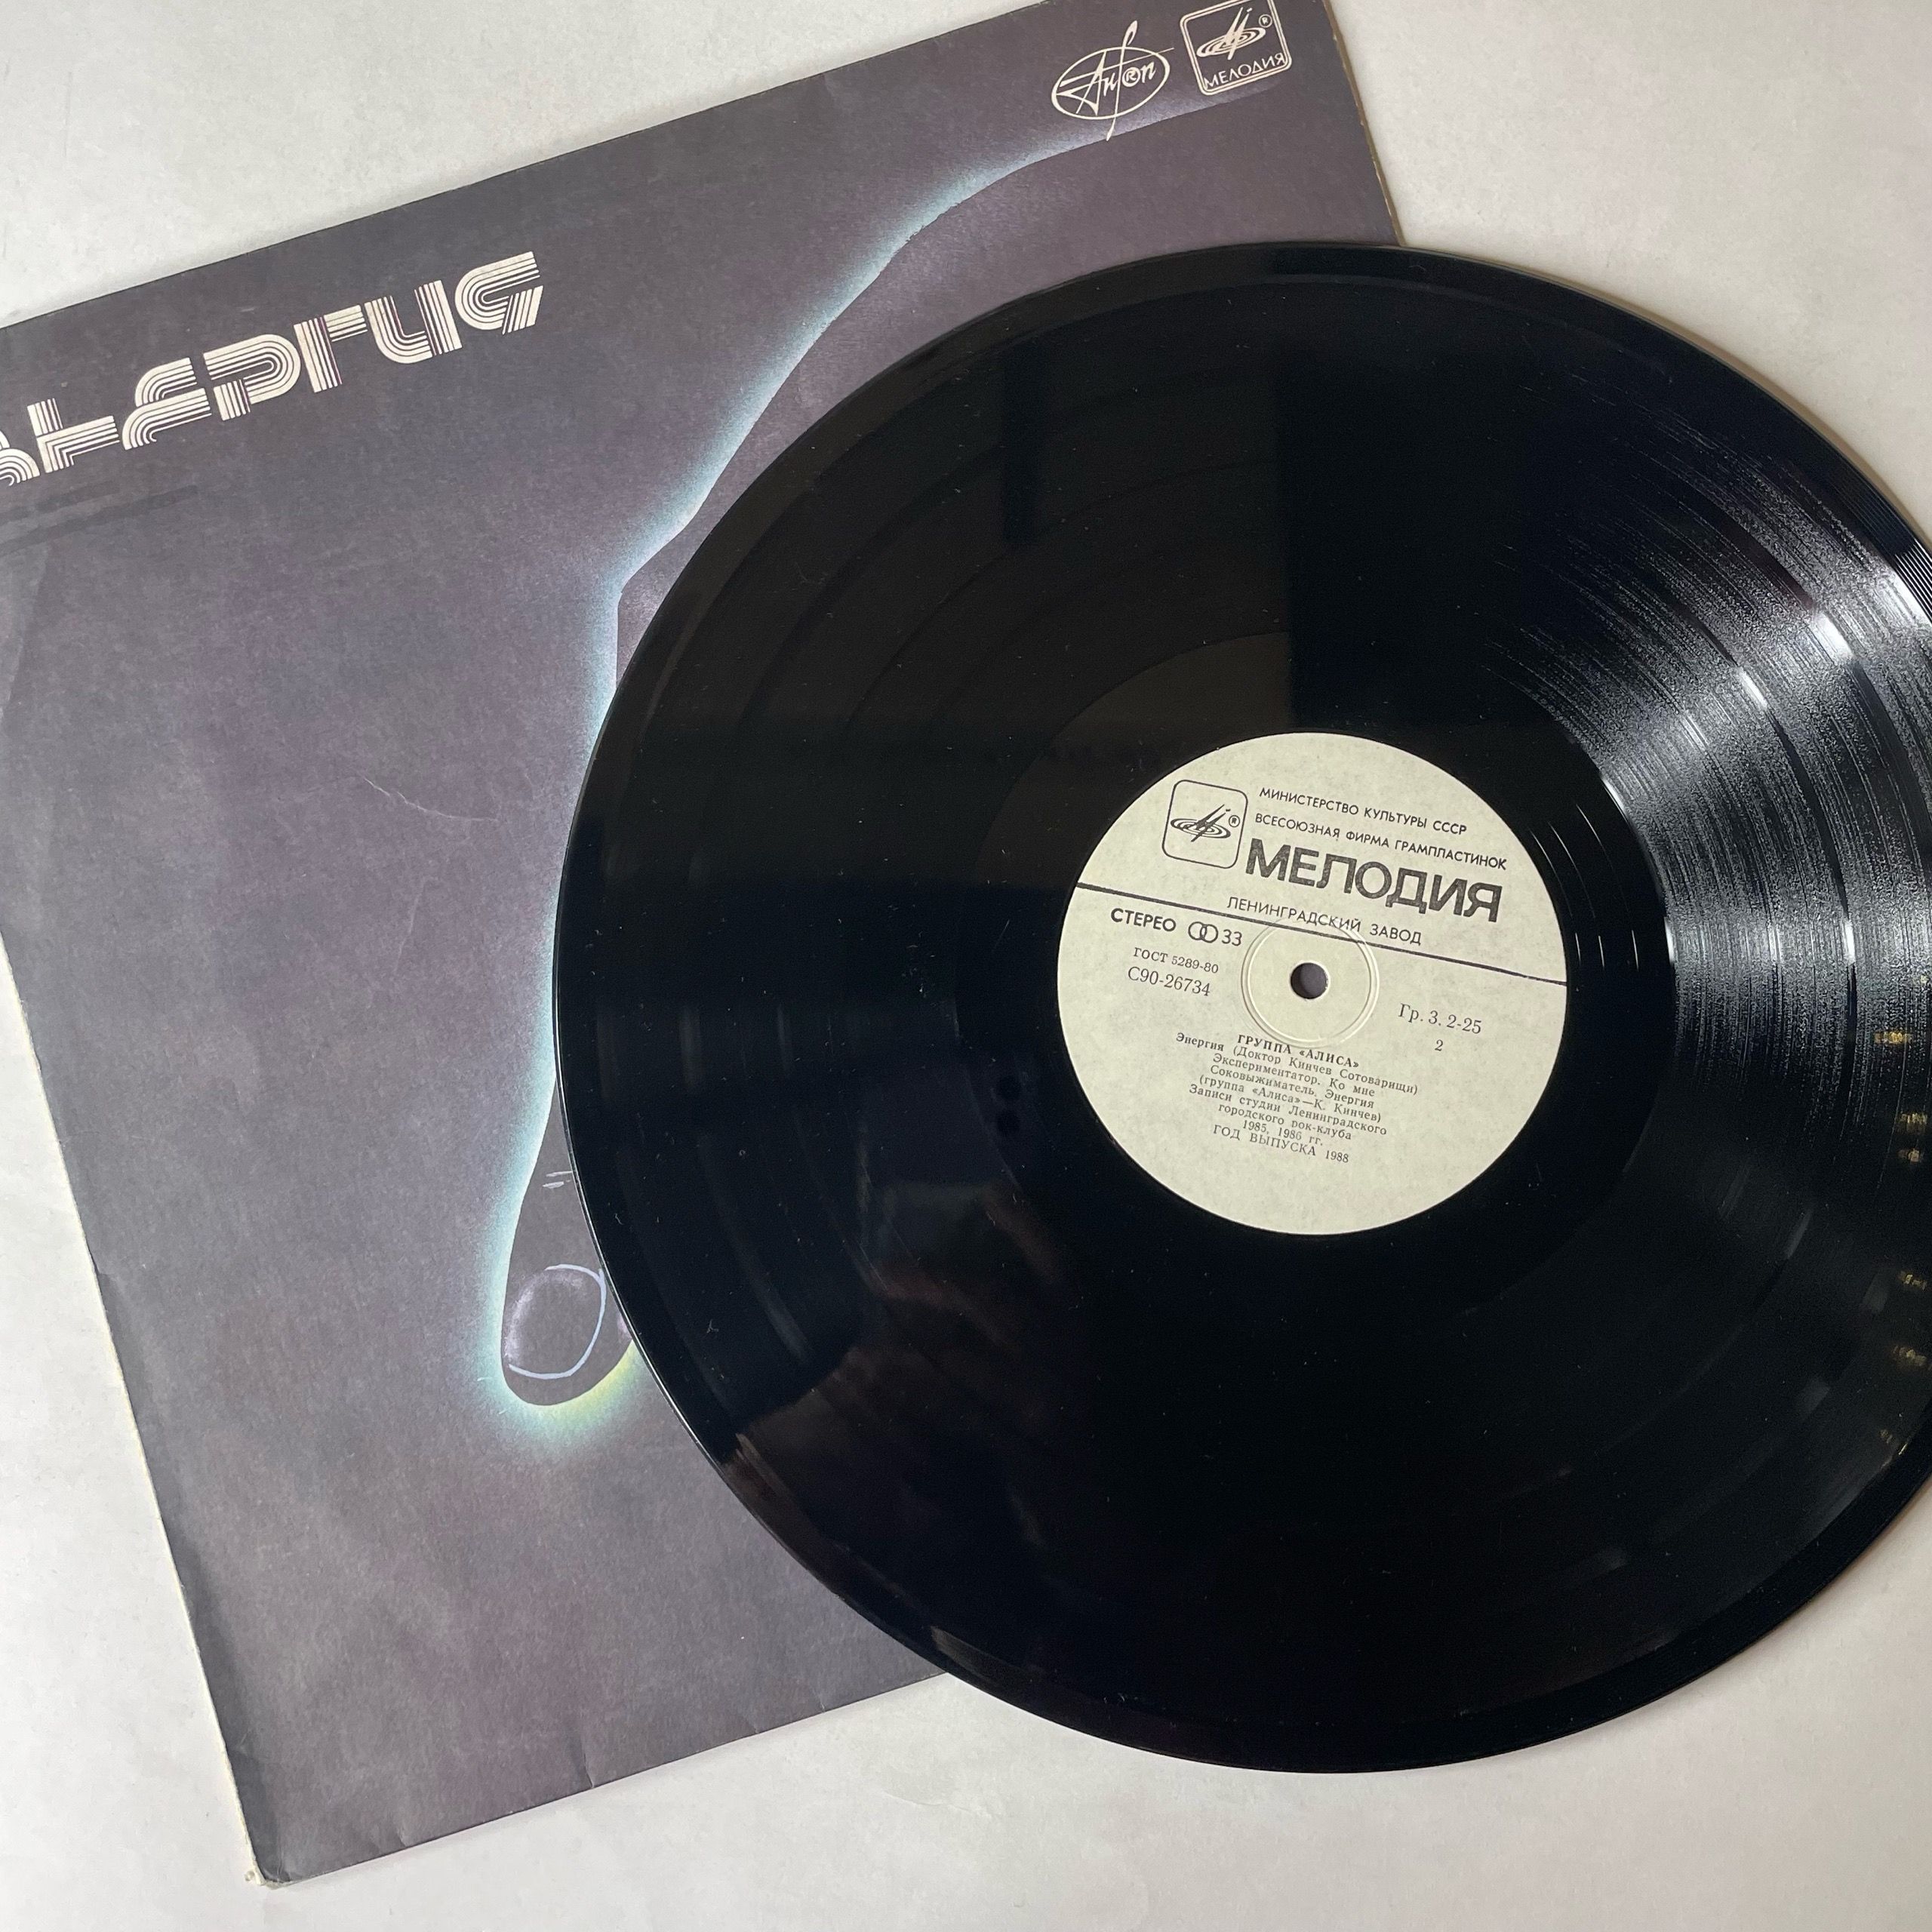 Ан®оп
®
МЕЛОДИЯ
ЭНЕРГИЯ
®
МИНИСТЕРСТВО КУЛЬТУРЫ СССР
ВСЕСОЮЗНАЯ ФИРМА ГРАМПЛАСТИНОК
МЕЛОДИЯ
ЛЕНИНГРАДСКИЙ ЗАВОД
СТЕРЕО 33
ГОСТ 5289-80
С90-26734
Гр. 3. 2-25
2
ГРУППА «АЛИСА»
Энергия (Доктор Кинчев Сотоварищи)
Экспериментатор, Ко мне
Соковыжиматель, Энергия
(группа «Алиса»—К. Кинчев)
Записи студии Ленинградского
городского рок-клуба
1985, 1986 гг.
ГОД ВЫПУСКА 1988